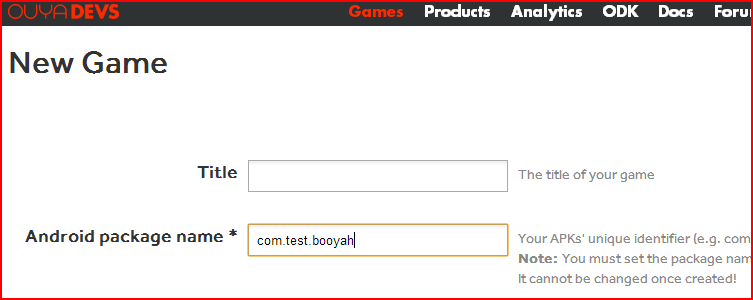 OUYA DEVS Games Products Analytics ODK Docs
New Game
Title The title of your game
Android package name * com.test.booyah Your APKs' unique identifier (e.g. com
Note: You must set the package
It cannot be changed once created!